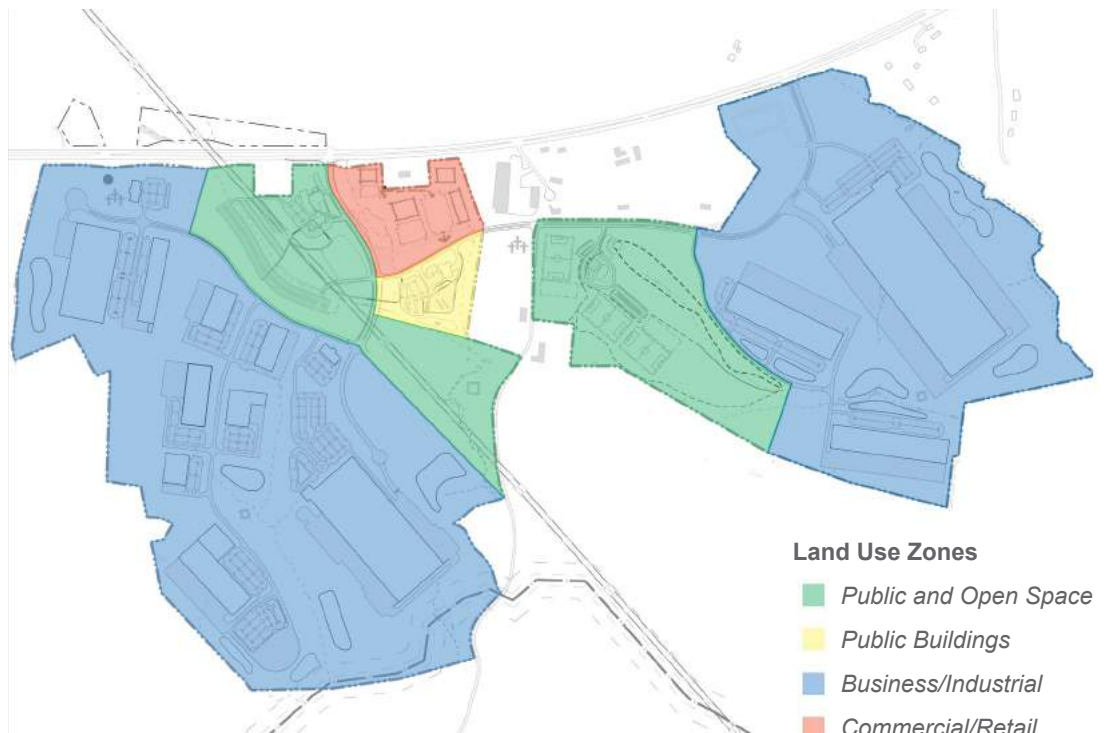 Land Use Zones
Public and Open Space
Public Buildings
Business/Industrial
Commercial/Retail